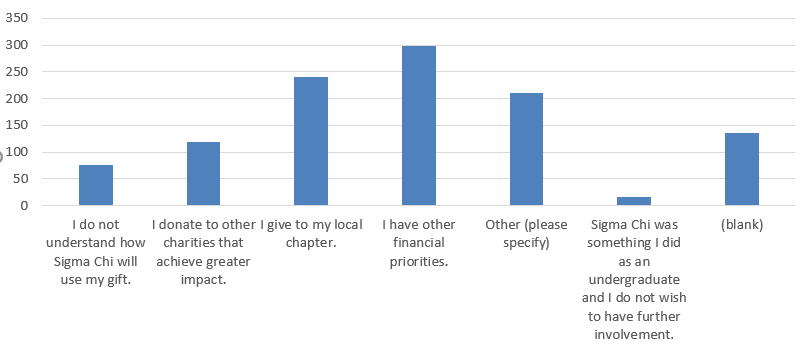 350
300
250
200
150
100
50
0
I do not
understand how
Sigma Chi will
use my gift.
I donate to other
charities that
achieve greater
impact.
I give to my local
chapter.
I have other
financial
priorities.
Other (please
specify)
Sigma Chi was
something I did
as an
undergraduate
and I do not wish
to have further
involvement.
(blank)